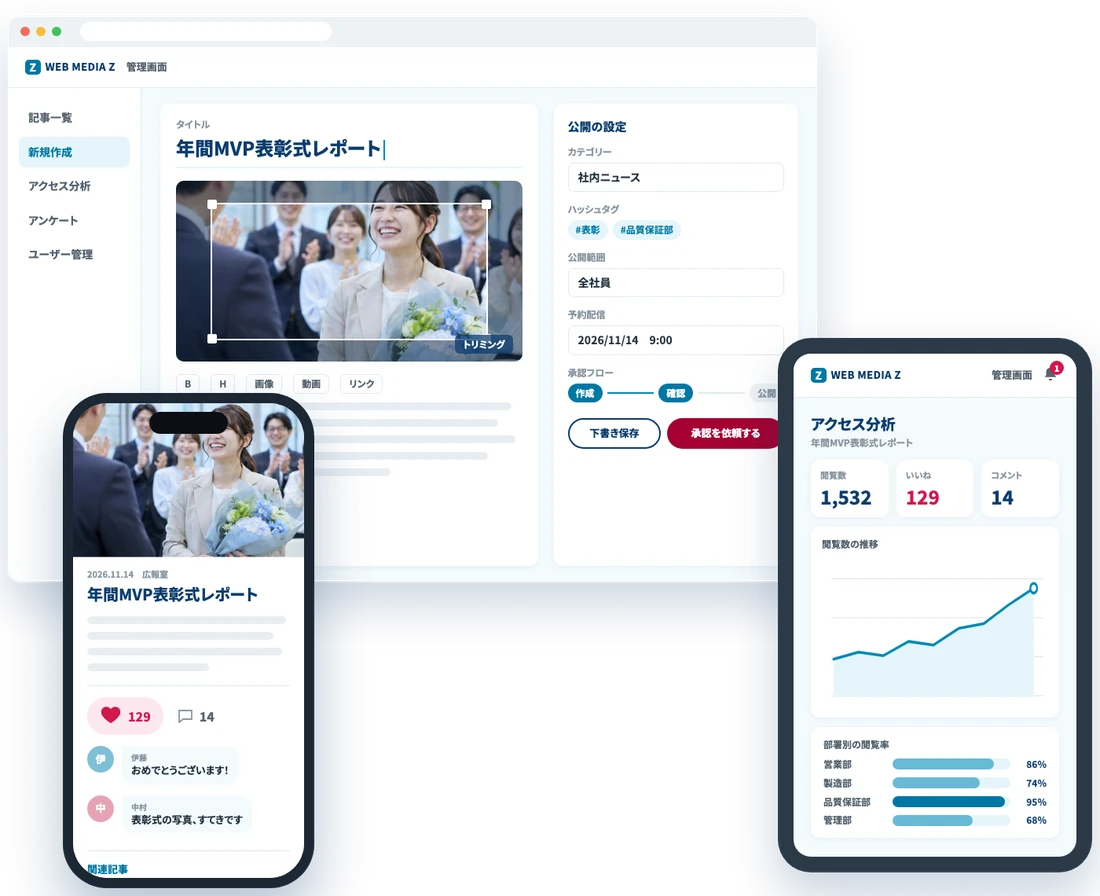 Z WEB MEDIA Z 管理画面
記事一覧
新規作成
アクセス分析
アンケート
ユーザー管理
タイトル
年間MVP表彰式レポート
トリミング
B H 画像 動画 リンク
公開の設定
カテゴリー
社内ニュース
ハッシュタグ
#表彰 #品質保証部
公開範囲
全社員
予約配信
2026/11/14 9:00
承認フロー
作成 確認 公開
下書き保存 承認を依頼する
2026.11.14 広報室
年間MVP表彰式レポート
129 14
伊 伊藤
おめでとうございます!
中 中村
表彰式の写真、すてきです
関連記事
Z WEB MEDIA Z 管理画面 1
アクセス分析
年間MVP表彰式レポート
閲覧数 いいね コメント
1,532 129 14
閲覧数の推移
部署別の閲覧率
営業部 86%
製造部 74%
品質保証部 95%
管理部 68%